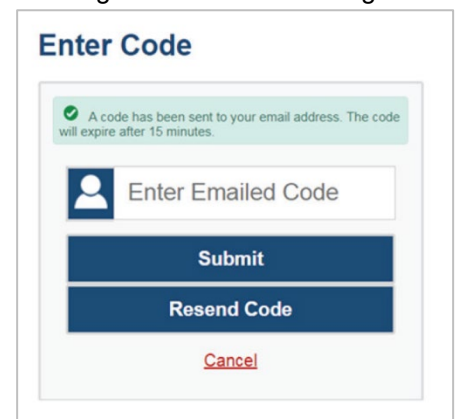 Enter Code
A code has been sent to your email address. The code
will expire after 15 minutes.
Enter Emailed Code
Submit
Resend Code
Cancel